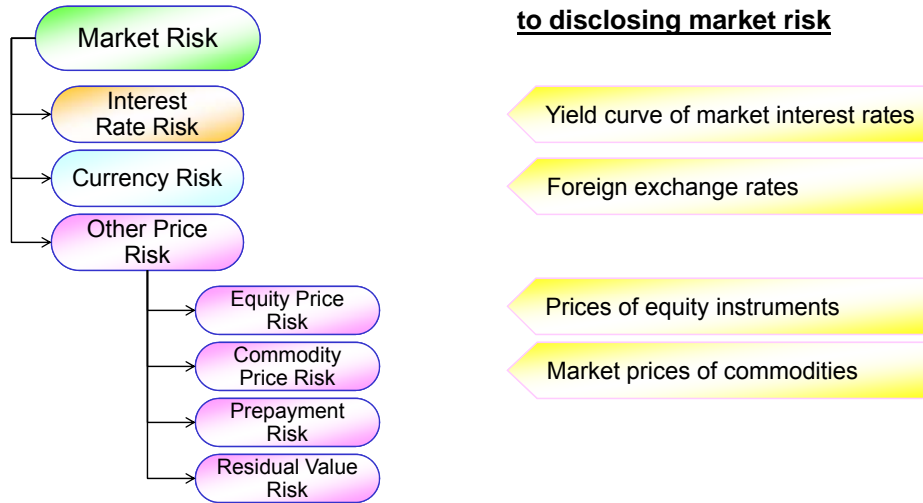 to disclosing market risk
Market Risk
Interest
Rate Risk
Yield curve of market interest rates
Currency Risk
Foreign exchange rates
Other Price
Risk
Equity Price
Risk
Prices of equity instruments
Commodity
Price Risk
Market prices of commodities
Prepayment
Risk
Residual Value
Risk